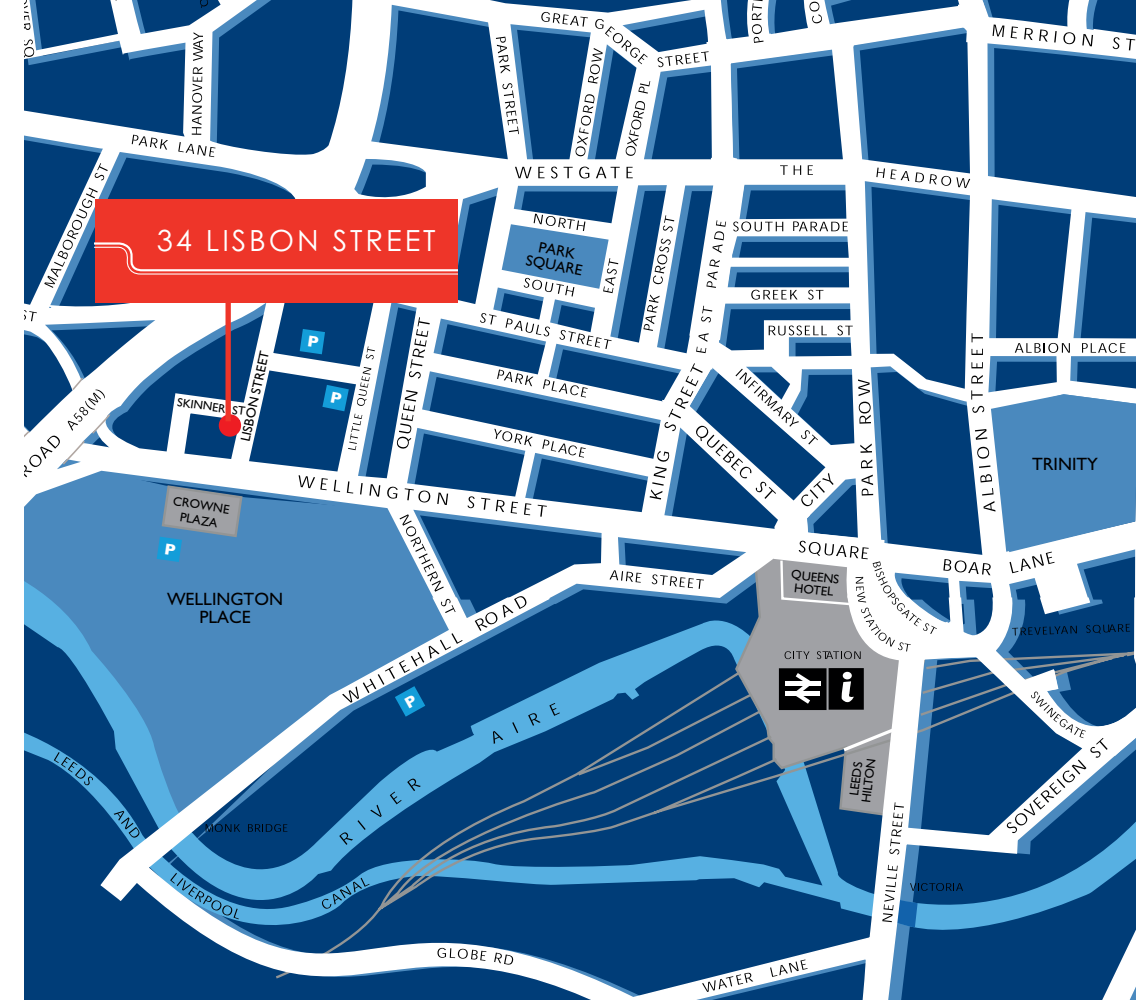 GREAT GEORGE STREET
MERRION ST
HANOVER WAY
PARK STREET
OXFORD ROW
OXFORD PL
PARK LANE
WESTGATE
THE HEADROW
MALBOROUGH ST
34 LISBON STREET
NORTH
PARK
SQUARE
SOUTH
EAST
PARK CROSS ST
EAST PARADE
SOUTH PARADE
GREEK ST
RUSSELL ST
ST
ST PAULS STREET
ALBION PLACE
P
P
PARK PLACE
INFIRMARY ST
LISBON STREET
SKINNER ST
LITTLE QUEEN ST
QUEEN STREET
KING STREET
PARK ROW
ALBION STREET
ROAD A58(M)
YORK PLACE
QUEBEC ST
TRINITY
WELLINGTON STREET
CITY
SQUARE
CROWNE
PLAZA
P
NORTHERN ST
AIRE STREET
QUEENS
HOTEL
BISHOPSGATE ST
NEW STATION ST
BOAR LANE
WELLINGTON
PLACE
TREVELYAN SQUARE
WHITEHALL ROAD
CITY STATION
i
P
SWINEGATE
RIVER AIRE
LEEDS AND LIVERPOOL CANAL
LEEDS
HILTON
SOVEREIGN ST
MONK BRIDGE
NEVILLE STREET
VICTORIA
GLOBE RD
WATER LANE